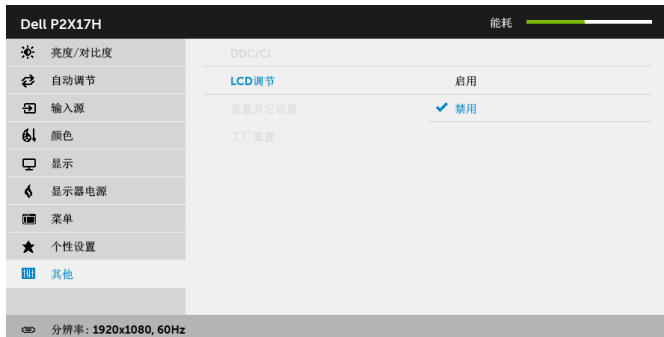 Dell P2X17H
能耗
亮度/对比度
自动调节
输入源
颜色
显示
显示器电源
菜单
个性设置
其他
DDC/CI
LCD调节
启用
禁用
重置其它设置
工厂重置
分辨率: 1920x1080, 60Hz